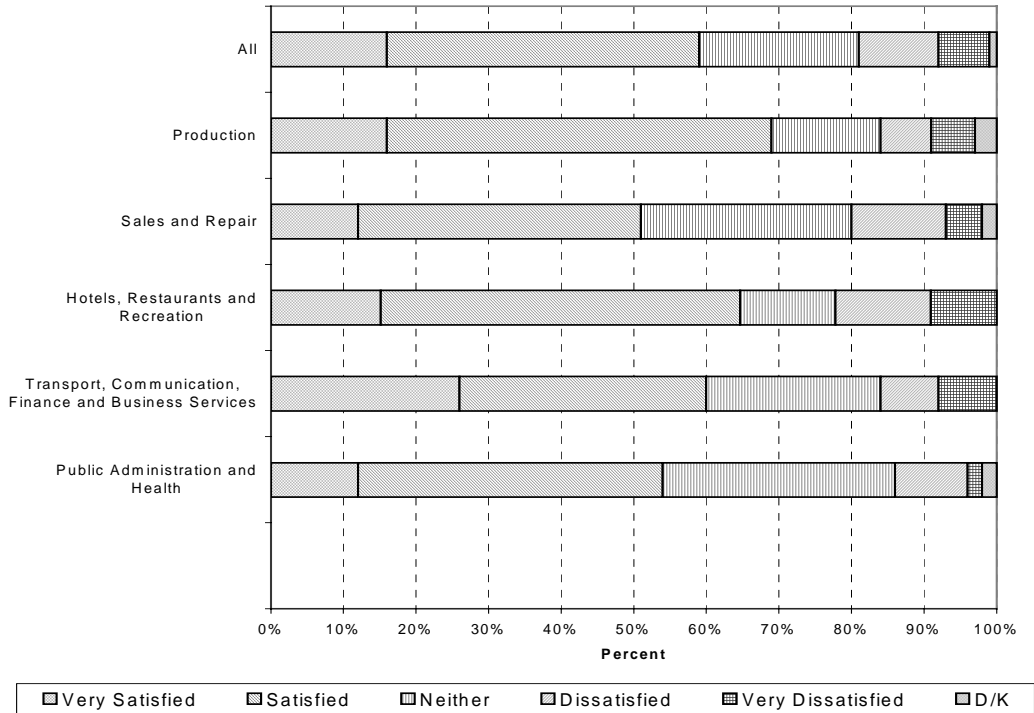 All
Production
Sales and Repair
Hotels, Restaurants and
Recreation
Transport, Communication,
Finance and Business Services
Public Administration and
Health
0% 10% 20% 30% 40% 50% 60% 70% 80% 90% 100%
Percent
Very Satisfied Satisfied Neither Dissatisfied Very Dissatisfied D/K